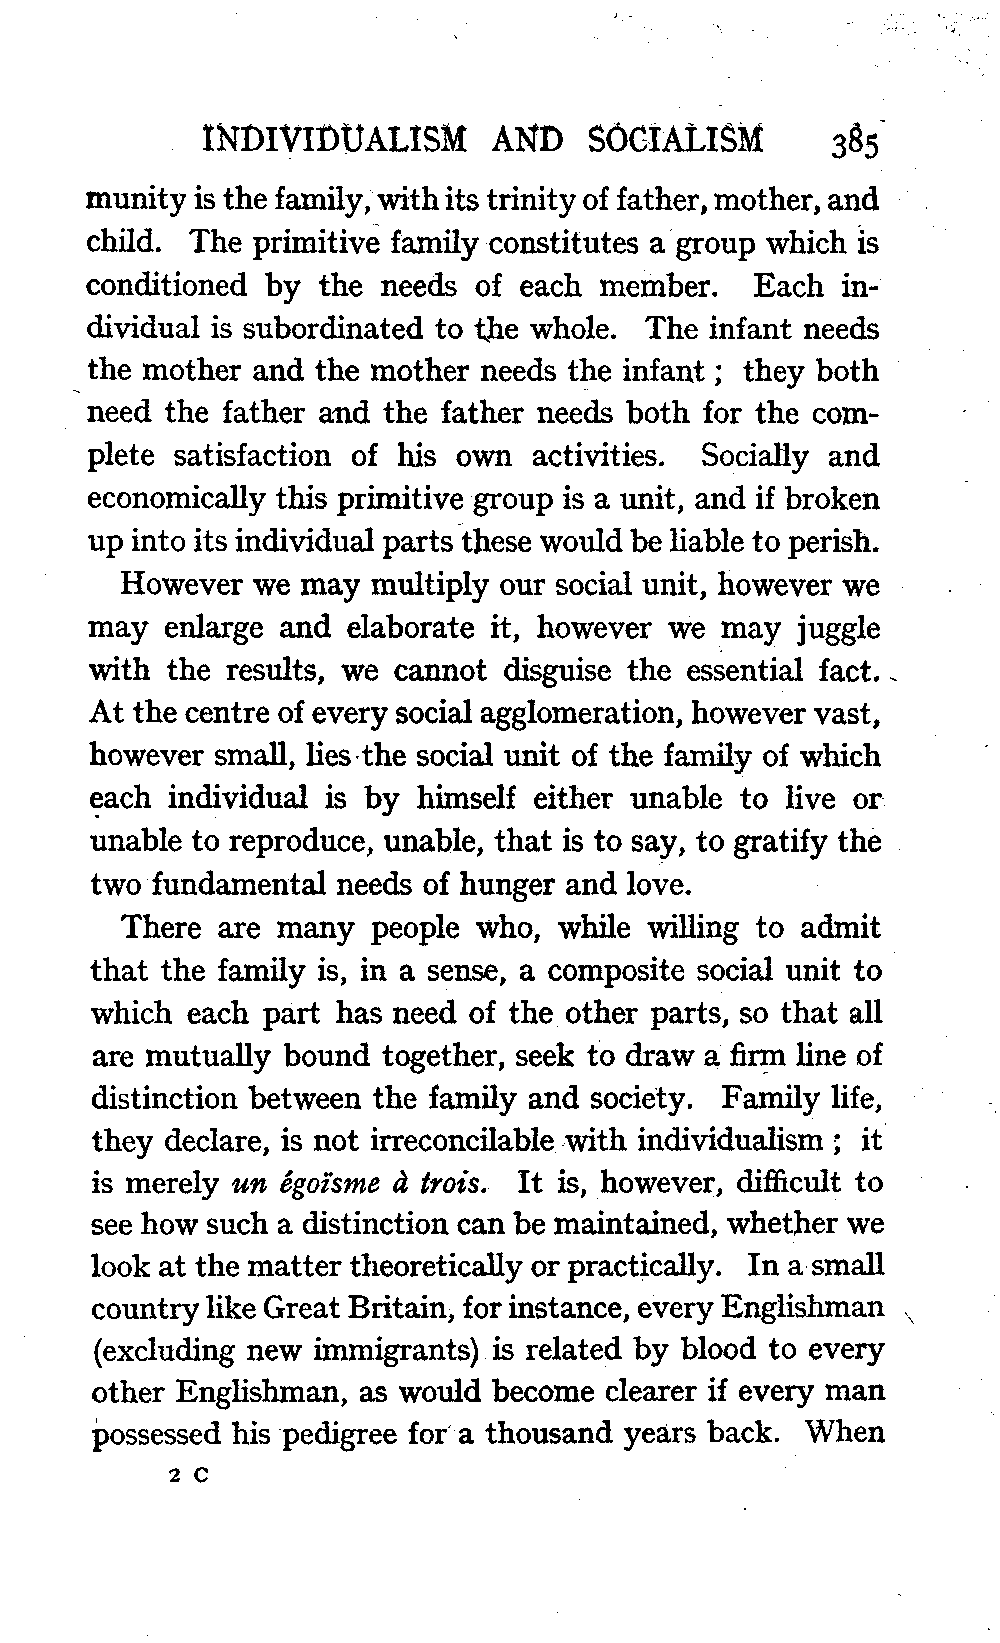 INDIVIDUALISM AND SOCIALISM 385
munity is the family, with its trinity of father, mother, and
child. The primitive family constitutes a group which is
conditioned by the needs of each member. Each in-
dividual is subordinated to the whole. The infant needs
the mother and the mother needs the infant ; they both
need the father and the father needs both for the com-
plete satisfaction of his own activities. Socially and
economically this primitive group is a unit, and if broken
up into its individual parts these would be liable to perish.
However we may multiply our social unit, however we
may enlarge and elaborate it, however we may juggle
with the results, we cannot disguise the essential fact.
At the centre of every social agglomeration, however vast,
however small, lies the social unit of the family of which
each individual is by himself either unable to live or
unable to reproduce, unable, that is to say, to gratify the
two fundamental needs of hunger and love.
There are many people who, while willing to admit
that the family is, in a sense, a composite social unit to
which each part has need of the other parts, so that all
are mutually bound together, seek to draw a firm line of
distinction between the family and society. Family life,
they declare, is not irreconcilable with individualism ; it
is merely un égoïsme à trois. It is, however, difficult to
see how such a distinction can be maintained, whether we
look at the matter theoretically or practically. In a small
country like Great Britain, for instance, every Englishman
(excluding new immigrants) is related by blood to every
other Englishman, as would become clearer if every man
possessed his pedigree for a thousand years back. When
2 C